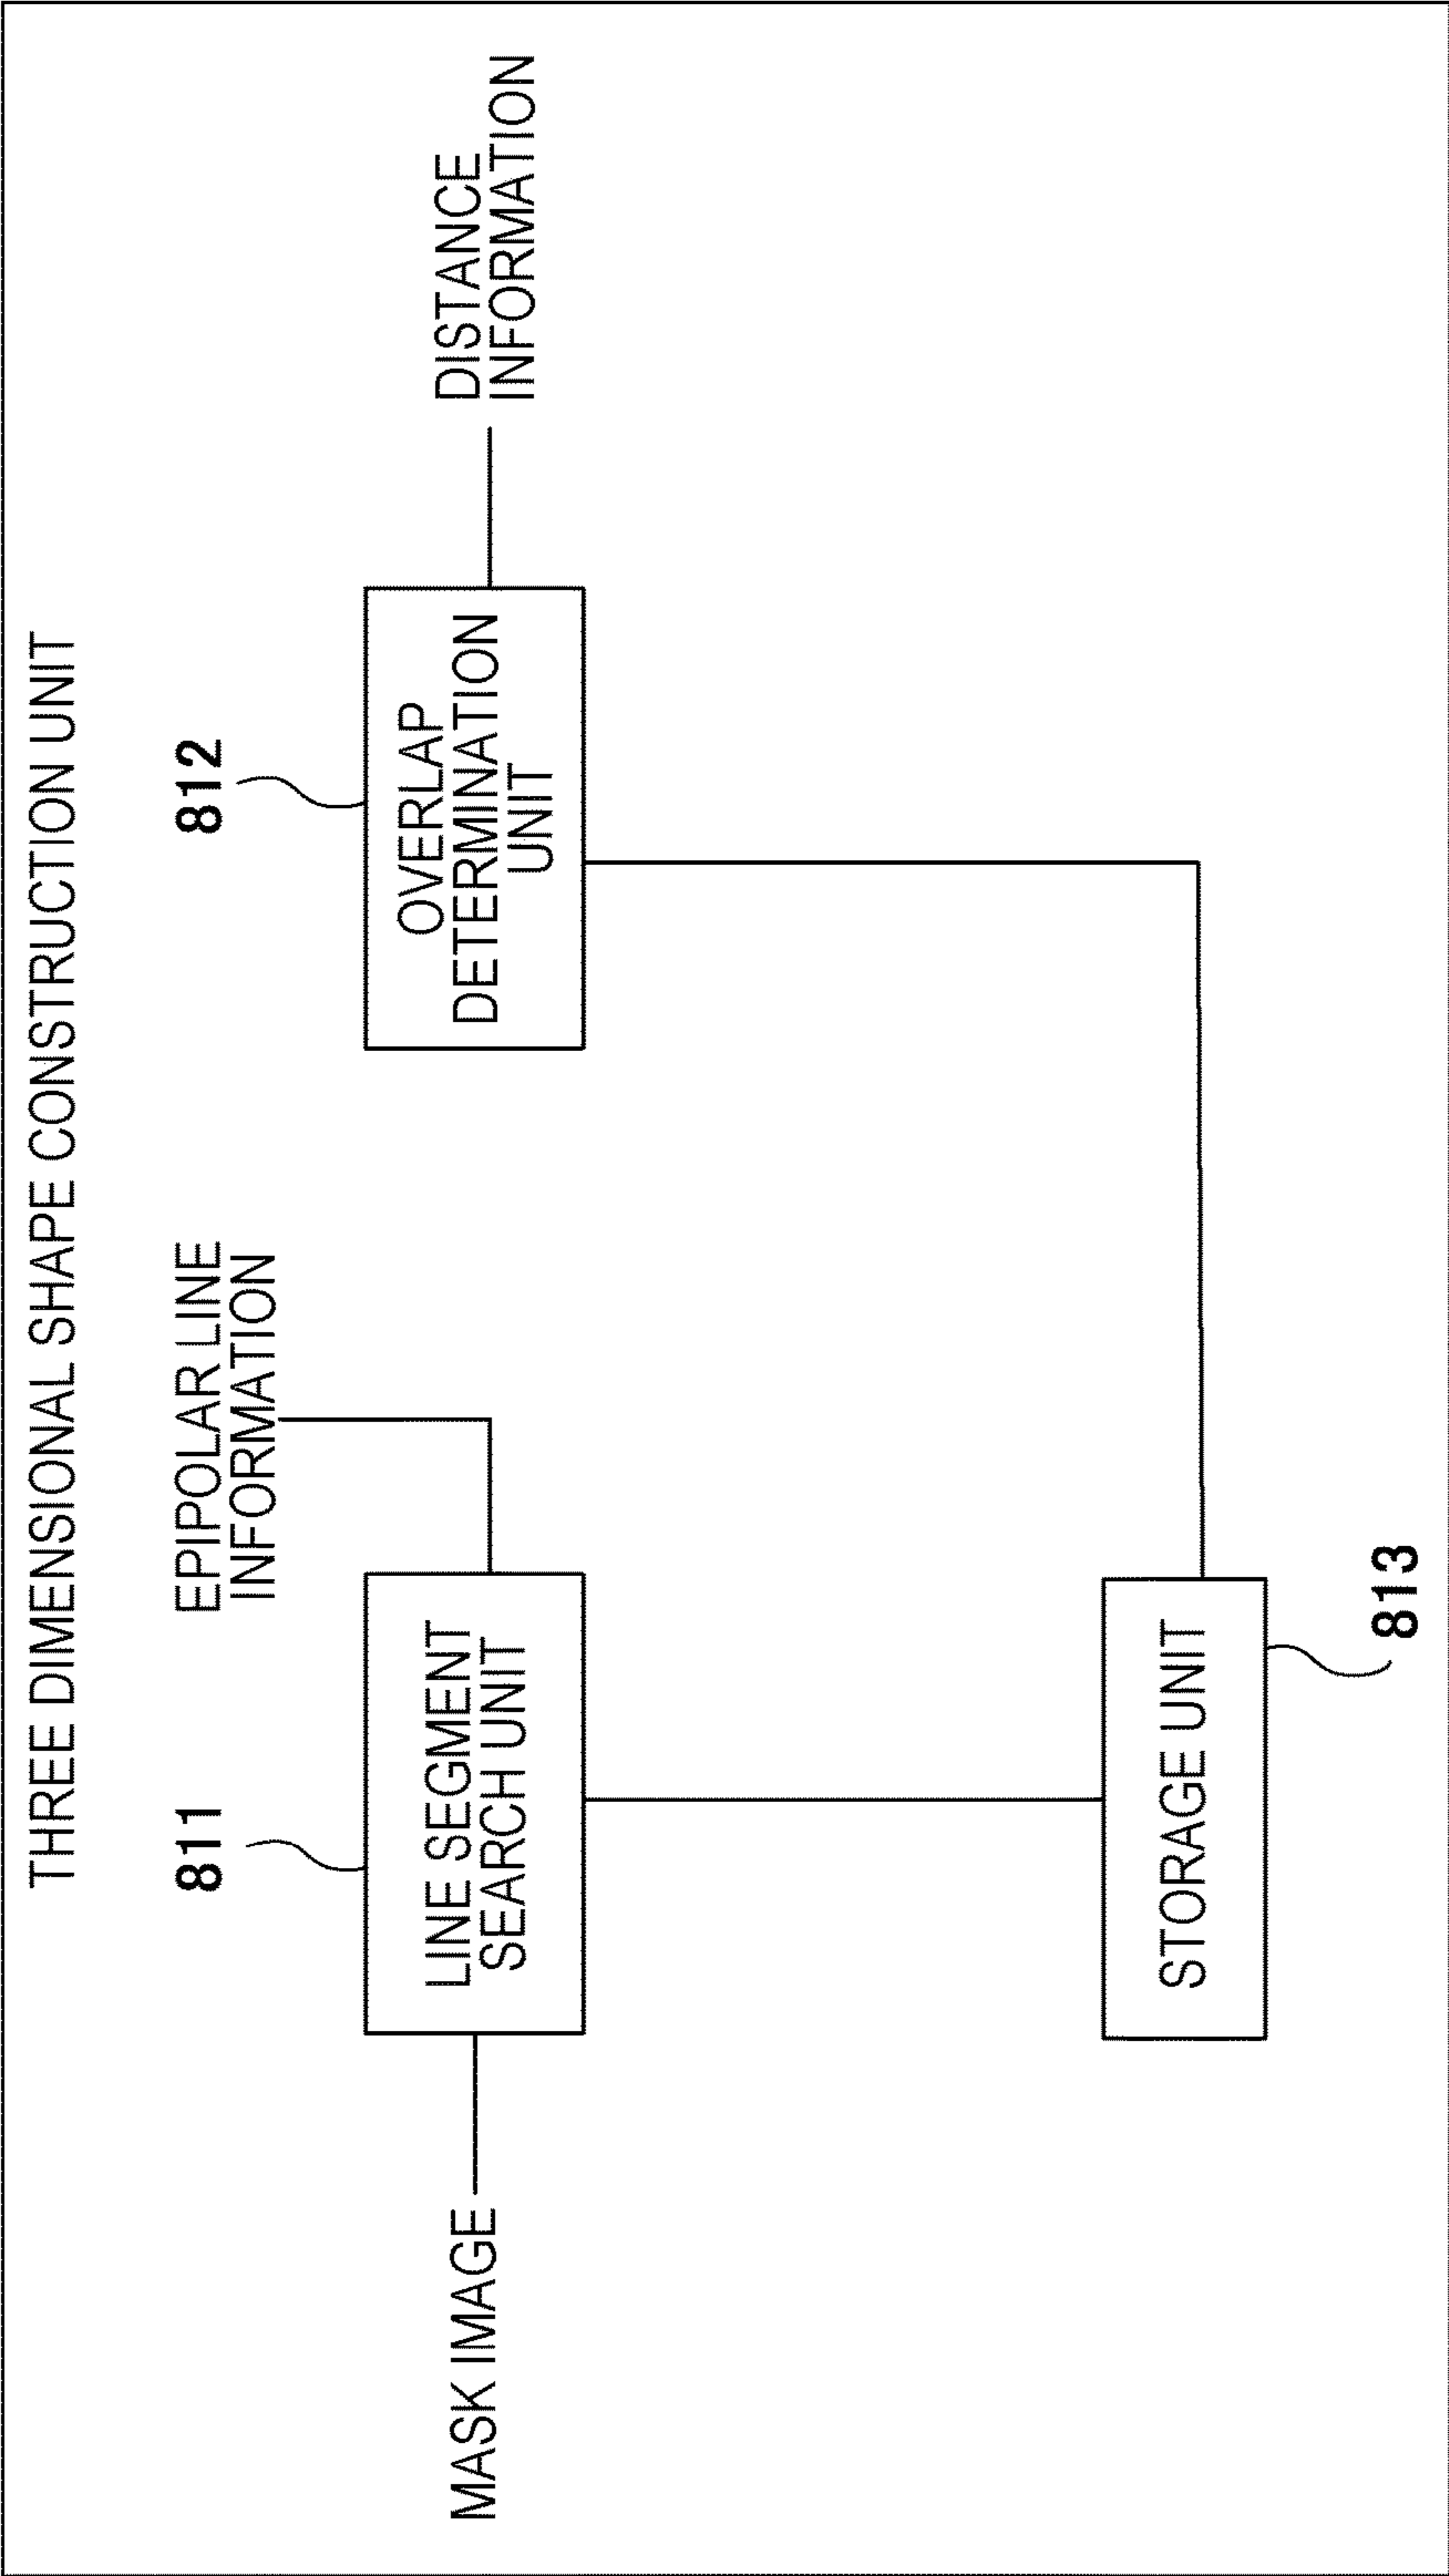 THREE DIMENSIONAL SHAPE CONSTRUCTION UNIT
811
EPIPOLAR LINE
INFORMATION
812
MASK IMAGE
LINE SEGMENT
SEARCH UNIT
OVERLAP
DETERMINATION
UNIT
DISTANCE
INFORMATION
STORAGE UNIT
813